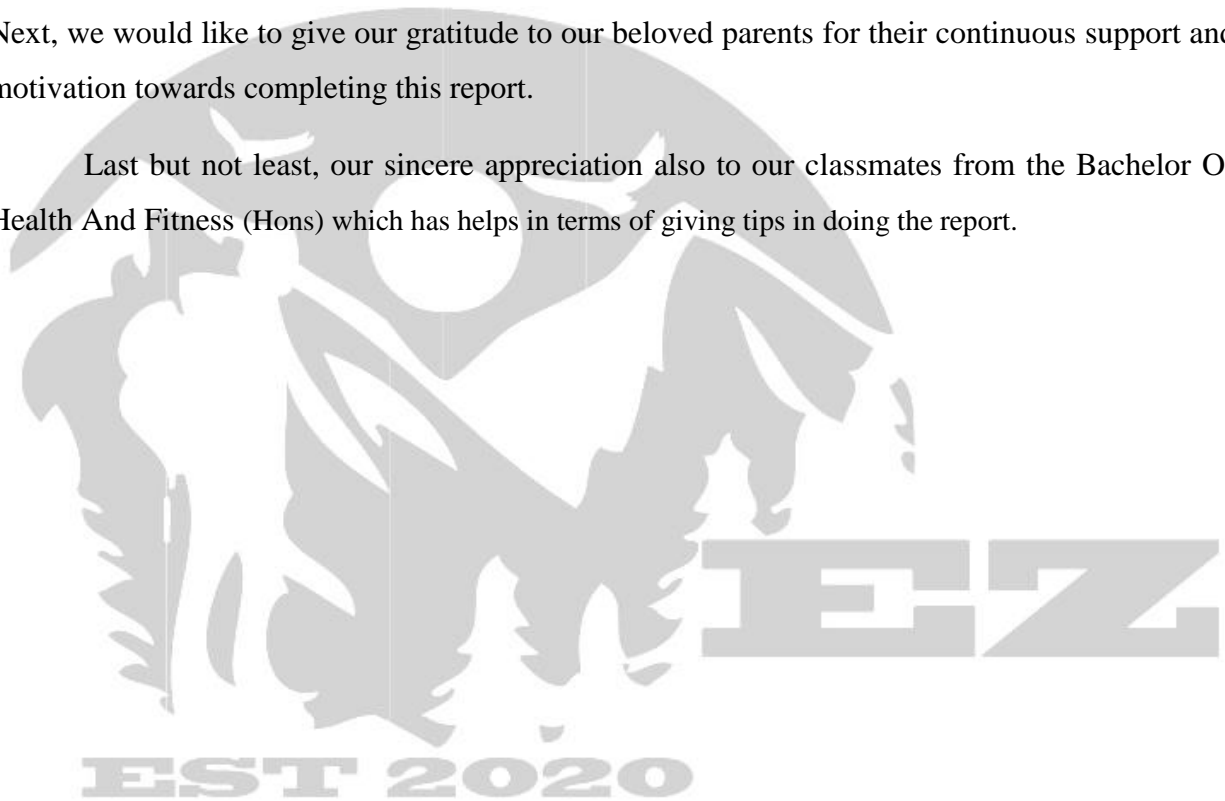 Next, we would like to give our gratitude to our beloved parents for their continuous support and
motivation towards completing this report.
Last but not least, our sincere appreciation also to our classmates from the Bachelor O
Health And Fitness (Hons) which has helps in terms of giving tips in doing the report.
EZ
EST 2020